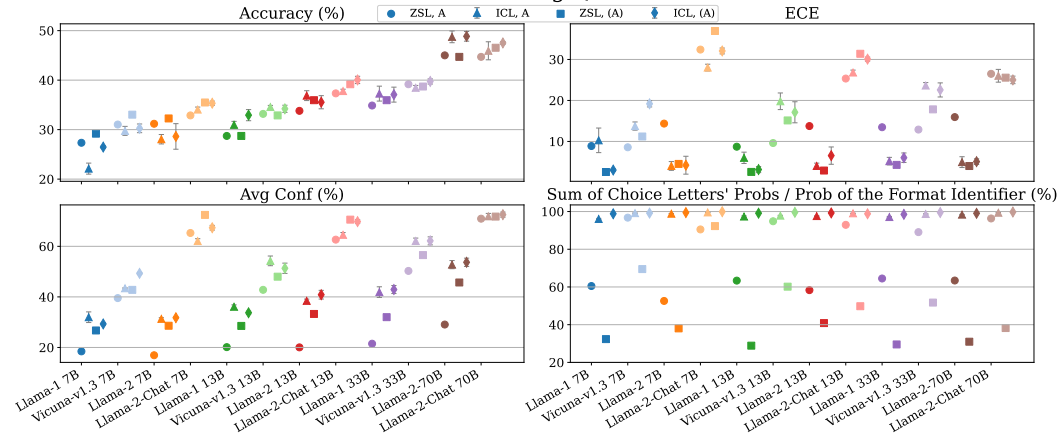 ZSL, A
ICL, A
ZSL, (A)
ICL, (A)
Accuracy (%)
50
40
30
20
ECE
30
20
10
Avg Conf (%)
60
40
20
Sum of Choice Letters' Probs / Prob of the Format Identifier (%)
100
80
60
40
20
Llama-1 7B
Vicuna-v1.3 7B
Llama-2 7B
Llama-2-Chat 7B
Llama-1 13B
Vicuna-v1.3 13B
Llama-2 13B
Llama-2-Chat 13B
Llama-1 33B
Vicuna-v1.3 33B
Llama-2-70B
Llama-2-Chat 70B
Llama-1 7B
Vicuna-v1.3 7B
Llama-2 7B
Llama-2-Chat 7B
Llama-1 13B
Vicuna-v1.3 13B
Llama-2 13B
Llama-2-Chat 13B
Llama-1 33B
Vicuna-v1.3 33B
Llama-2-70B
Llama-2-Chat 70B